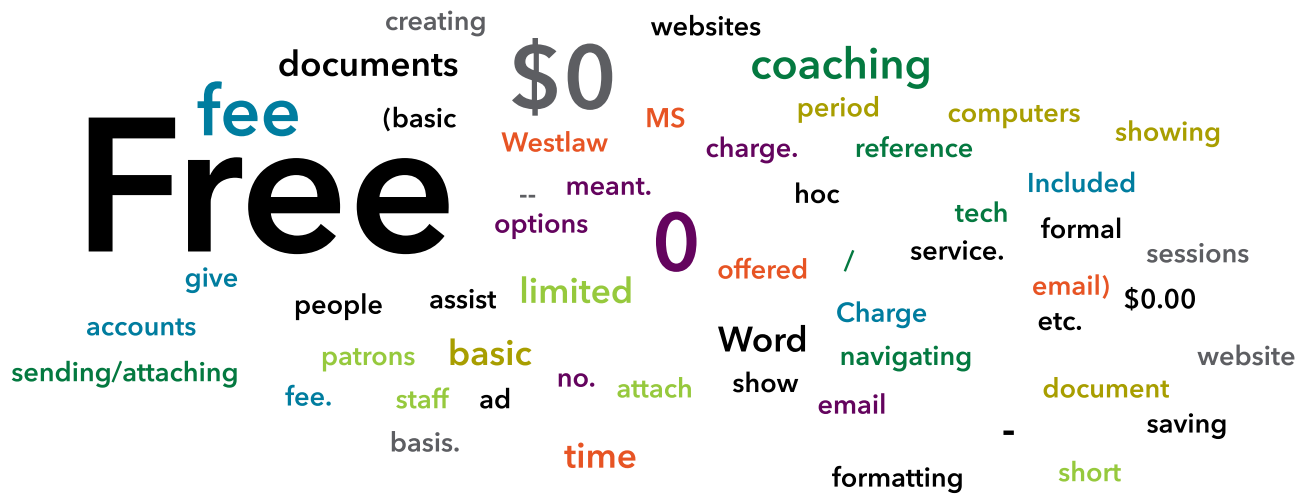 creating
websites
documents
$0
coaching
fee
(basic
MS
period
computers
showing
Free
Westlaw
charge.
reference
--
meant.
hoc
Included
options
0
tech
formal
service.
sessions
give
offered
/
people
assist
limited
email)
$0.00
accounts
Charge
etc.
Word
sending/attaching
patrons
basic
navigating
website
fee.
staff
ad
no.
attach
show
email
document
basis.
-
saving
time
formatting
short